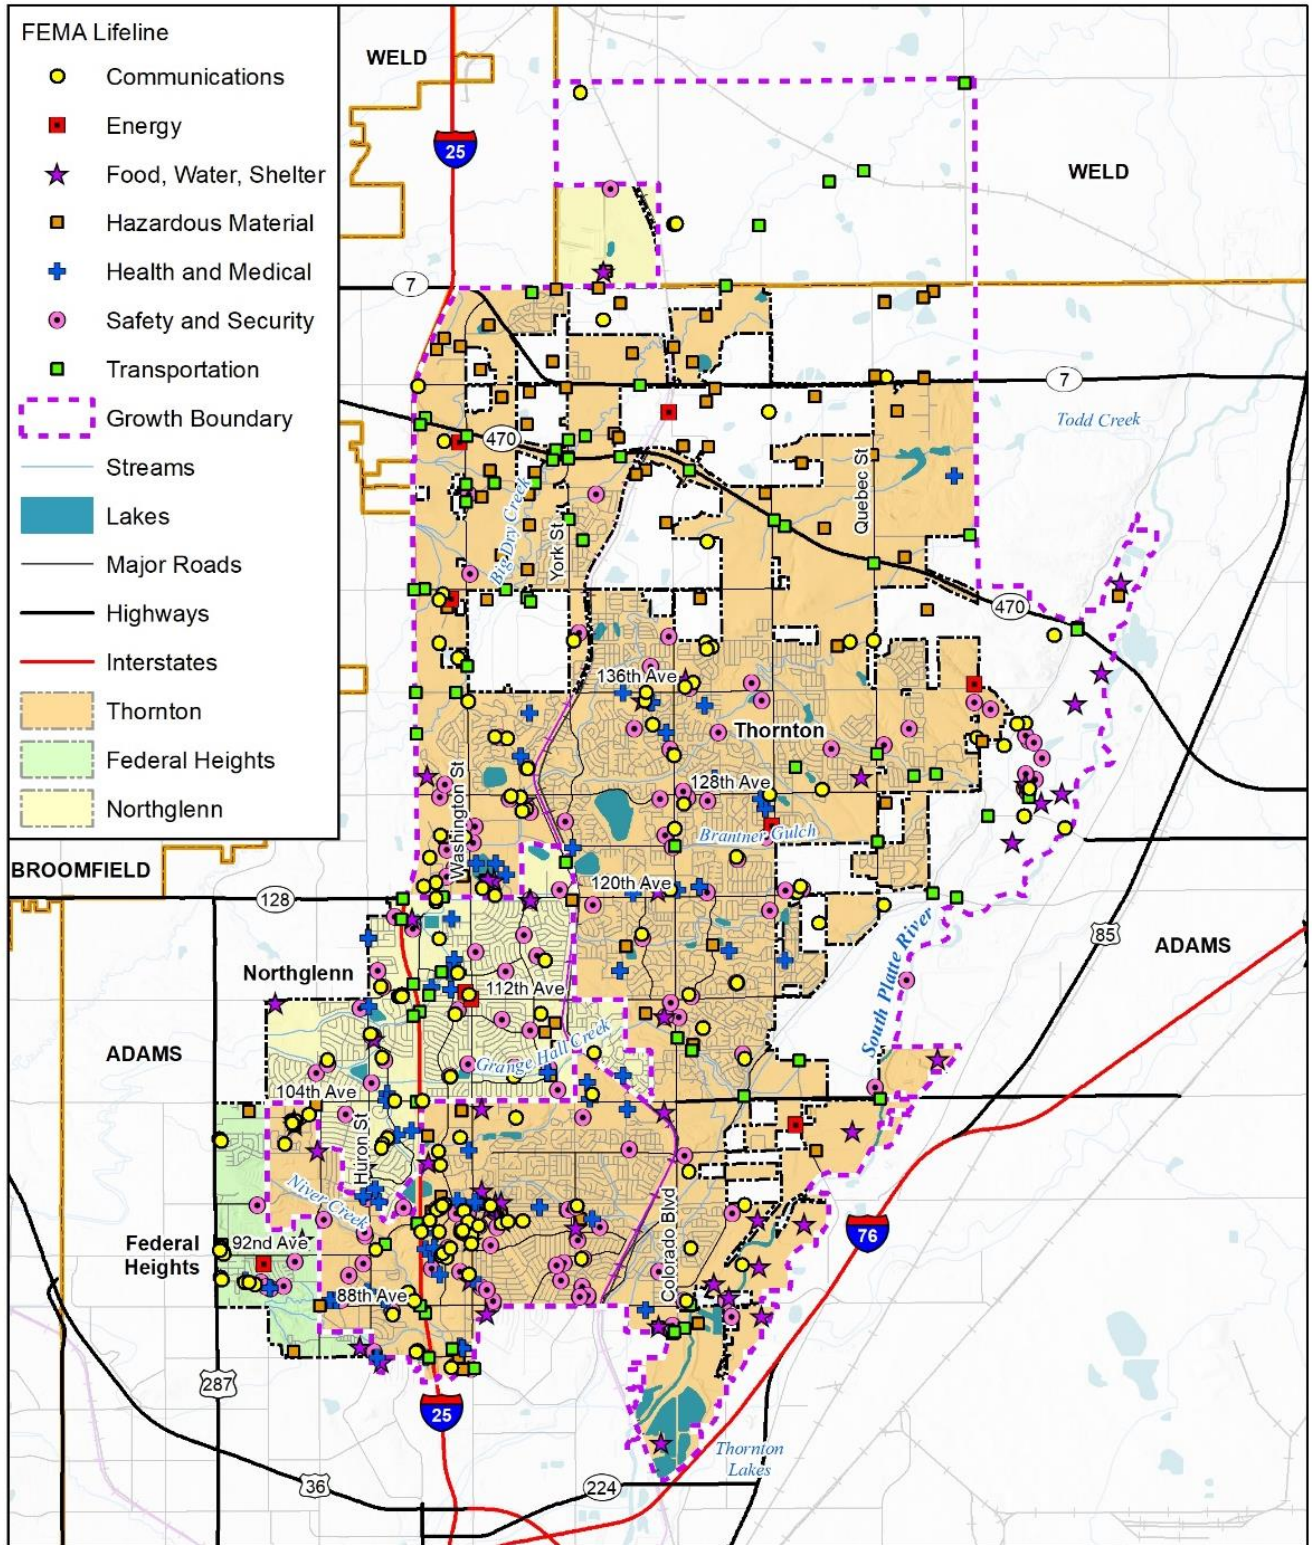 FEMA Lifeline
Communications
Energy
Food, Water, Shelter
Hazardous Material
Health and Medical
Safety and Security
Transportation
Growth Boundary
Streams
Lakes
Major Roads
Highways
Interstates
Thornton
Federal Heights
Northglenn
WELD
25
WELD
7
7
Todd Creek
470
Quebec St
Big Dry Creek
York St
470
136th Ave
Thornton
128th Ave
Washington St
Brantner Gulch
BROOMFIELD
120th Ave
128
South Platte River
85
ADAMS
Northglenn
112th Ave
ADAMS
Grange Hall Creek
104th Ave
Huron St
Niver Creek
Colorado Blvd
76
Federal
Heights
92nd Ave
88th Ave
287
25
Thornton
Lakes
36
224